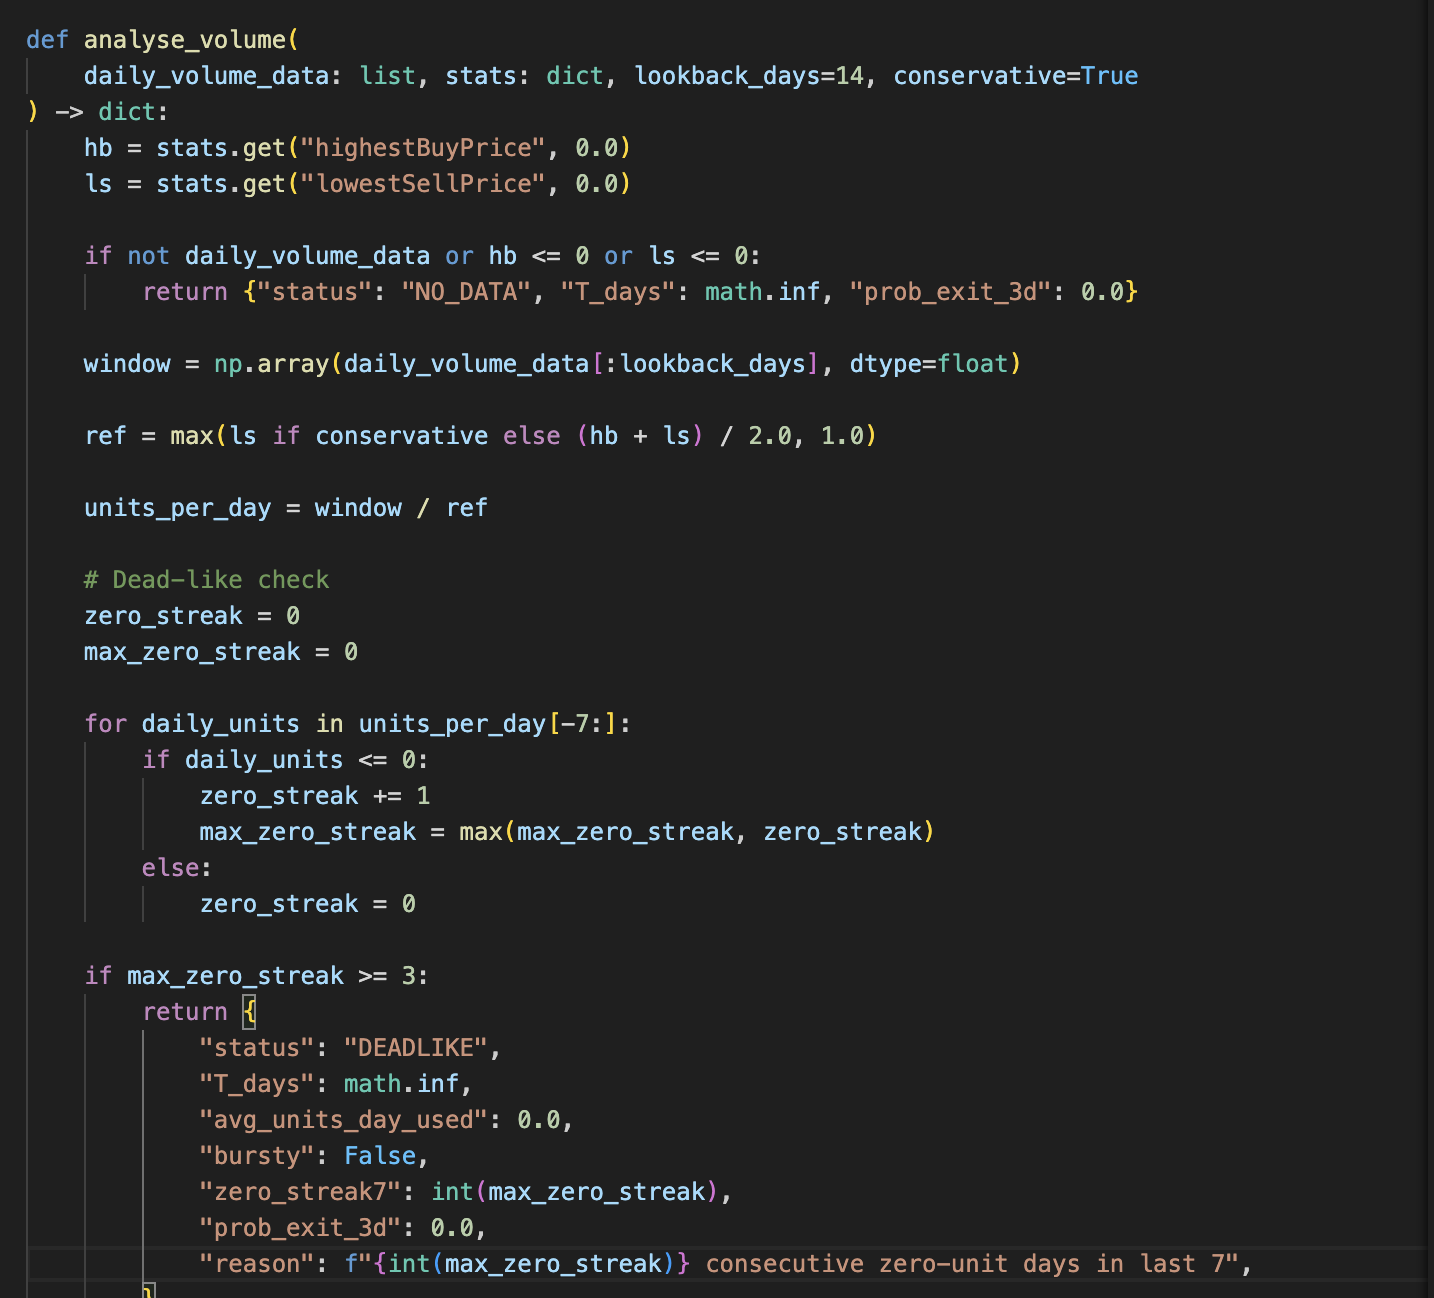 def analyse_volume(
    daily_volume_data: list, stats: dict, lookback_days=14, conservative=True
) -> dict:
    hb = stats.get("highestBuyPrice", 0.0)
    ls = stats.get("lowestSellPrice", 0.0)

    if not daily_volume_data or hb <= 0 or ls <= 0:
        return {"status": "NO_DATA", "T_days": math.inf, "prob_exit_3d": 0.0}

    window = np.array(daily_volume_data[:lookback_days], dtype=float)

    ref = max(ls if conservative else (hb + ls) / 2.0, 1.0)

    units_per_day = window / ref

    # Dead-like check
    zero_streak = 0
    max_zero_streak = 0

    for daily_units in units_per_day[-7:]:
        if daily_units <= 0:
            zero_streak += 1
            max_zero_streak = max(max_zero_streak, zero_streak)
        else:
            zero_streak = 0

    if max_zero_streak >= 3:
        return {
            "status": "DEADLIKE",
            "T_days": math.inf,
            "avg_units_day_used": 0.0,
            "bursty": False,
            "zero_streak7": int(max_zero_streak),
            "prob_exit_3d": 0.0,
            "reason": f"{int(max_zero_streak)} consecutive zero-unit days in last 7",
        }